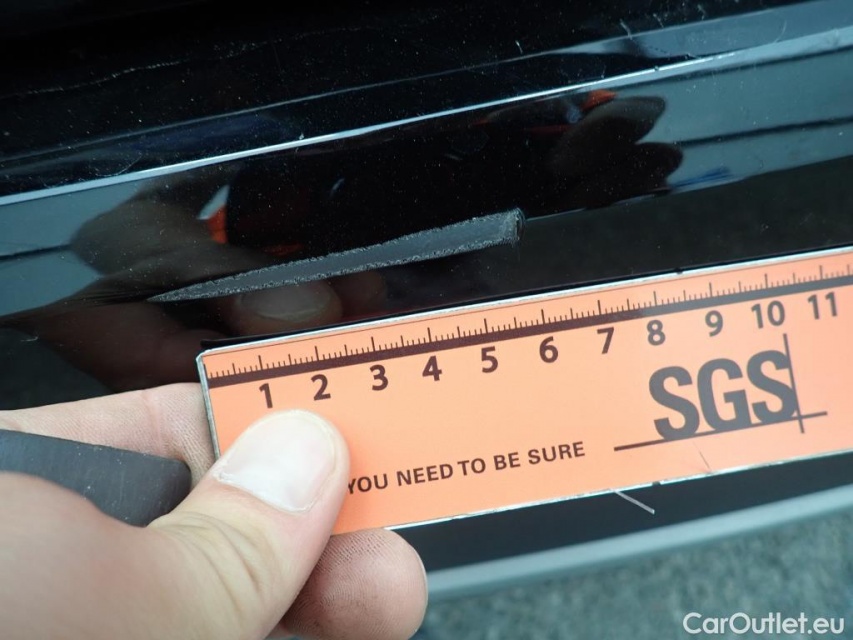 1 2 3 4 5 6 7 8 9 10 11
SGS
YOU NEED TO BE SURE
CarOutlet.eu